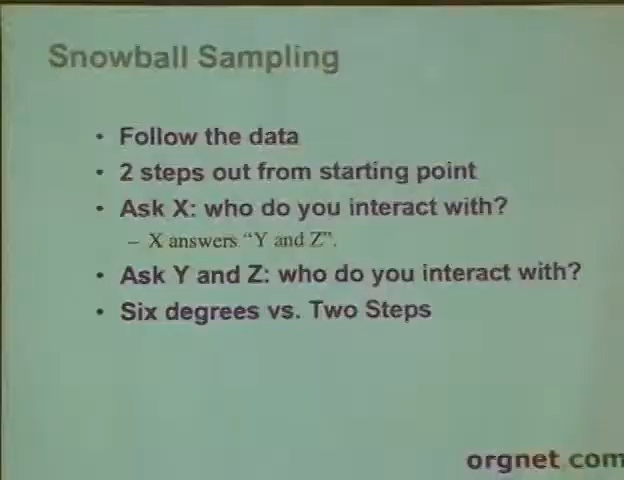 Snowball Sampling
• Follow the data
• 2 steps out from starting point
• Ask X: who do you interact with?
– X answers “Y and Z”.
• Ask Y and Z: who do you interact with?
• Six degrees vs. Two Steps
orgnet.com